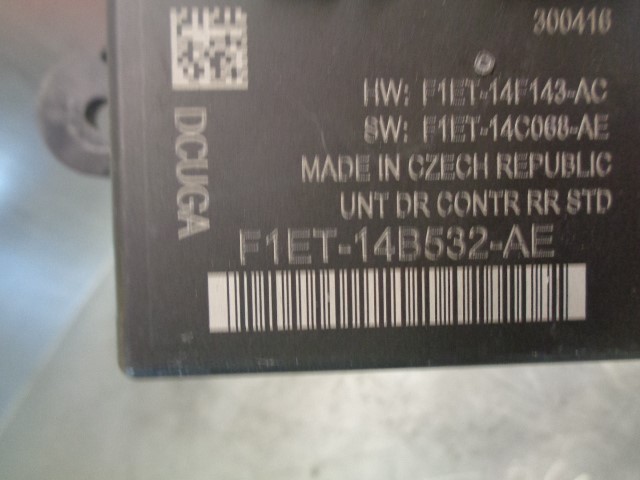 300416
HW: F1ET-14F143-AC
SW: F1ET-14C068-AE
MADE IN CZECH REPUBLIC
UNT DR CONTR RR STD
F1ET-14B532-AE
DCUGA